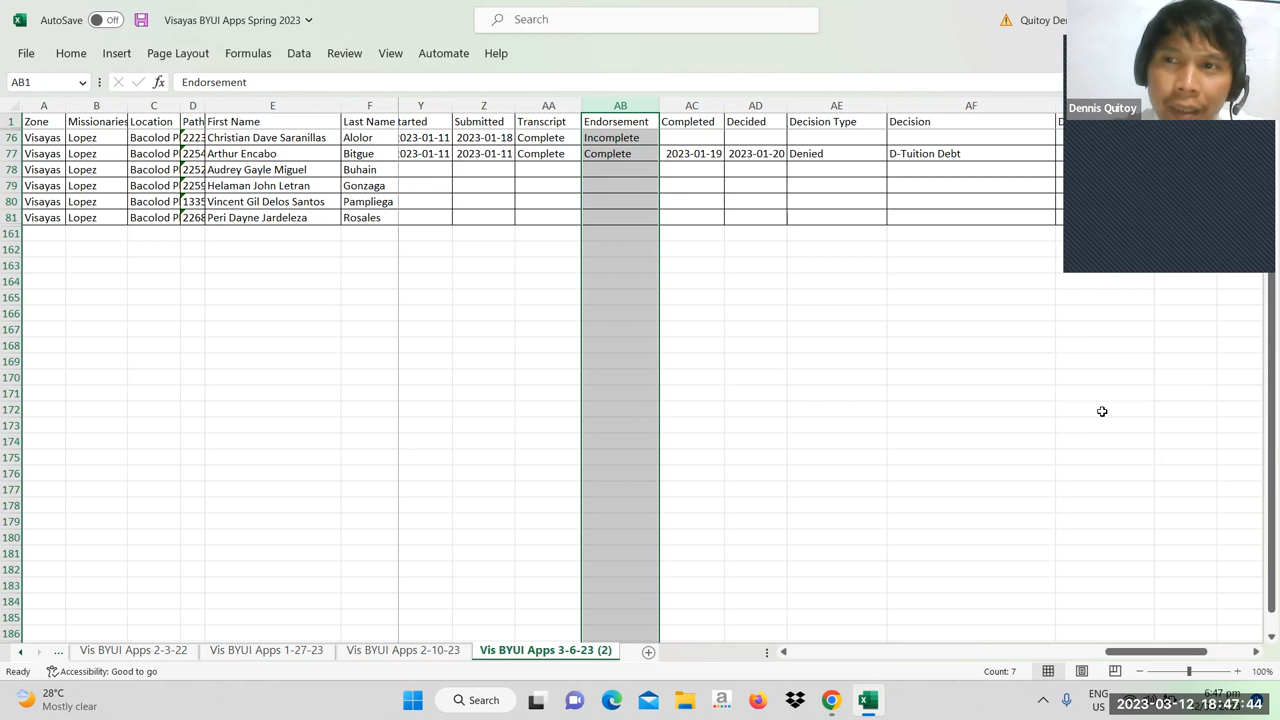 AutoSave Off Visayas BYUI Apps Spring 2023 Search Quitoy Den
Dennis Quitoy
File Home Insert Page Layout Formulas Data Review View Automate Help
AB1 fx Endorsement
A B C D E F Y Z AA AB AC AD AE AF
1 Zone Missionaries Location Path First Name Last Name tarted Submitted Transcript Endorsement Completed Decided Decision Type Decision D
76 Visayas Lopez Bacolod P 2223 Christian Dave Saranillas Alolor 023-01-11 2023-01-18 Complete Incomplete
77 Visayas Lopez Bacolod P 2254 Arthur Encabo Bitgue 023-01-11 2023-01-11 Complete Complete 2023-01-19 2023-01-20 Denied D-Tuition Debt
78 Visayas Lopez Bacolod P 2252 Audrey Gayle Miguel Buhain
79 Visayas Lopez Bacolod P 2259 Helaman John Letran Gonzaga
80 Visayas Lopez Bacolod P 1335 Vincent Gil Delos Santos Pampliega
81 Visayas Lopez Bacolod P 2268 Peri Dayne Jardeleza Rosales
161
162
163
164
165
166
167
168
169
170
171
172
173
174
175
176
177
178
179
180
181
182
183
184
185
186
... Vis BYUI Apps 2-3-22 Vis BYUI Apps 1-27-23 Vis BYUI Apps 2-10-23 Vis BYUI Apps 3-6-23 (2)
Ready Accessibility: Good to go Count: 7 100%
28°C
Mostly clear
Search
ENG
US
6:47 pm
2023-03-12 18:47:44